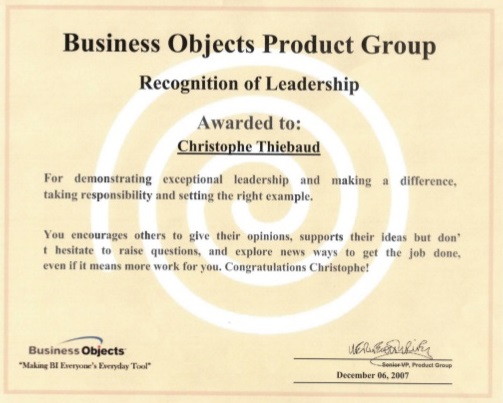 Business Objects Product Group
Recognition of Leadership
Awarded to:
Christophe Thiebaud
For demonstrating exceptional leadership and making a difference,
taking responsibility and setting the right example.
You encourages others to give their opinions, supports their ideas but don'
t hesitate to raise questions, and explore news ways to get the job done,
even if it means more work for you. Congratulations Christophe!
Business Objects
"Making BI Everyone's Everyday Tool"
Senior VP, Product Group
December 06, 2007